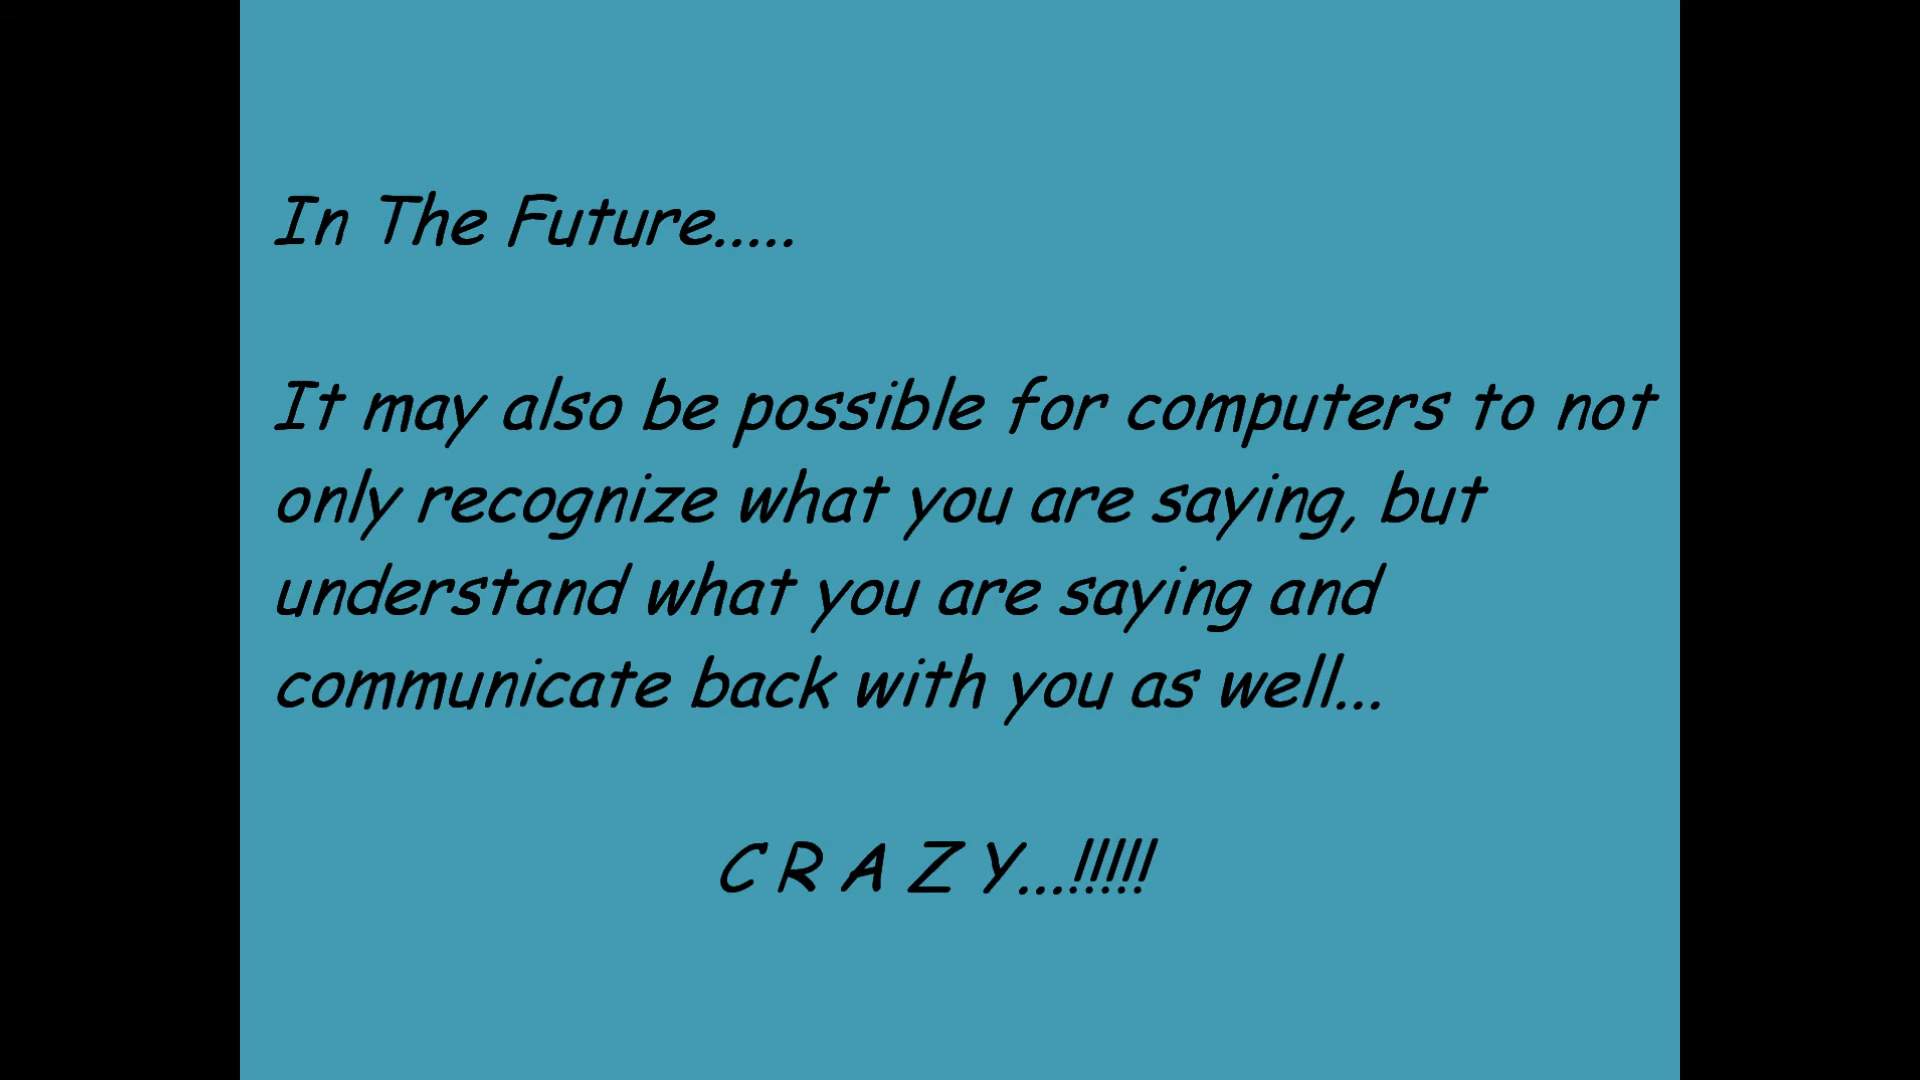 In The Future.....
It may also be possible for computers to not
only recognize what you are saying, but
understand what you are saying and
communicate back with you as well...
C R A Z Y...!!!!!